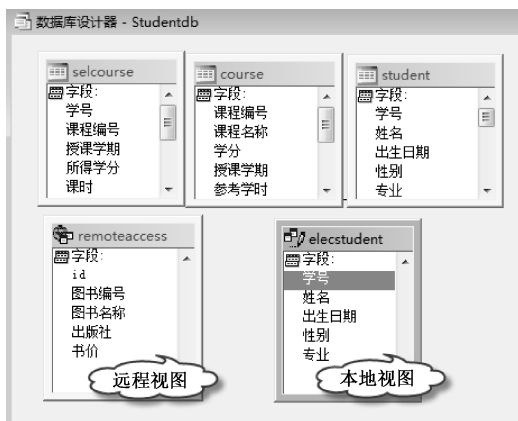 数据库设计器 - Studentdb
selcourse
字段:
学号
课程编号
授课学期
所得学分
课时
course
字段:
课程编号
课程名称
学分
授课学期
参考学时
student
字段:
学号
姓名
出生日期
性别
专业
remoteaccess
字段:
id
图书编号
图书名称
出版社
书价
远程视图
elecstudent
字段:
学号
姓名
出生日期
性别
专业
本地视图